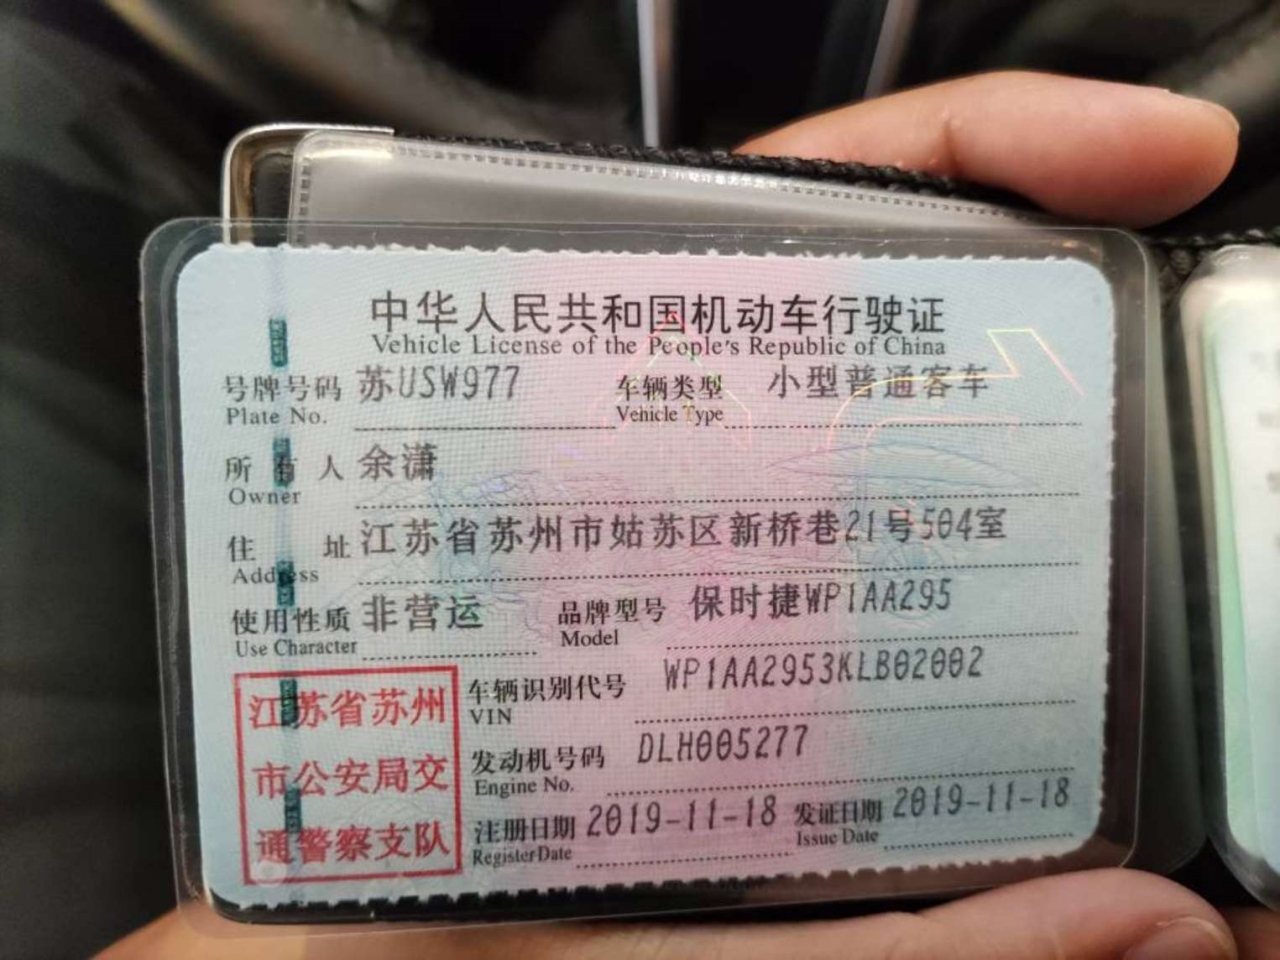 中华人民共和国机动车行驶证
Vehicle License of the People's Republic of China
号牌号码 苏USW977 车辆类型 小型普通客车
Plate No. Vehicle Type
所有人 余潇
Owner
住址 江苏省苏州市姑苏区新桥巷21号504室
Address
使用性质 非营运 品牌型号 保时捷WP1AA295
Use Character Model
车辆识别代号 WP1AA2953KLB02002
VIN
发动机号码 DLH005277
Engine No.
注册日期 2019-11-18 发证日期 2019-11-18
Register Date Issue Date
江苏省苏州
市公安局交
通警察支队